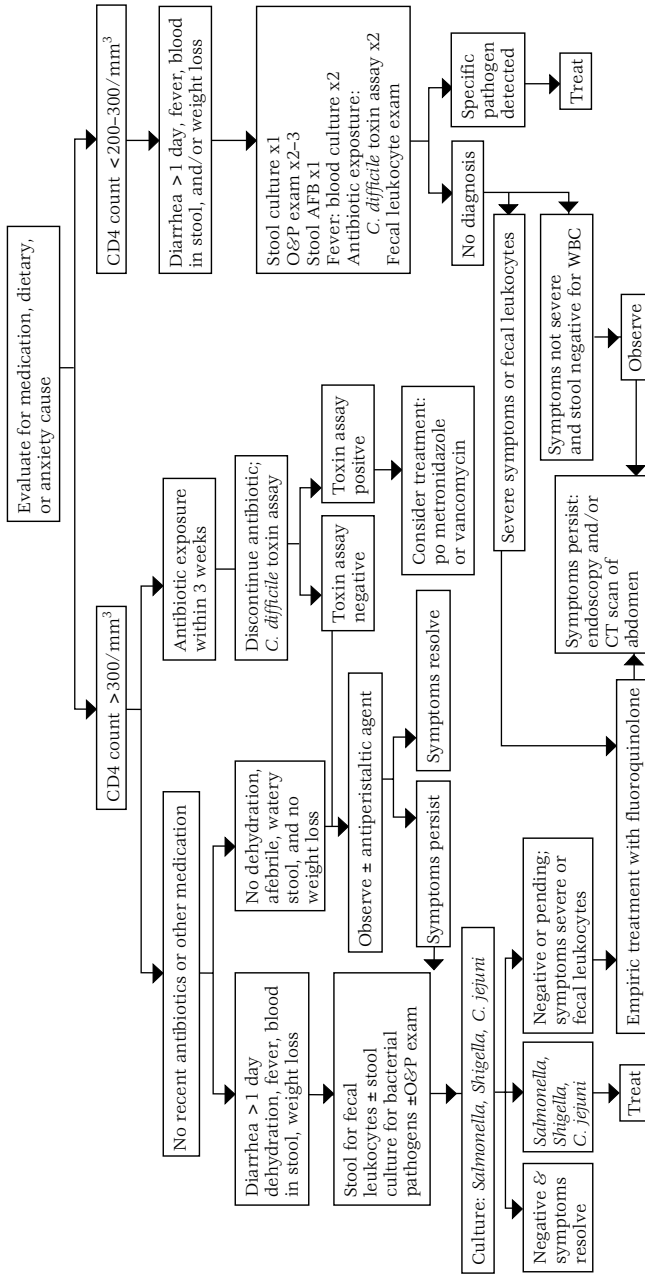 Evaluate for medication, dietary,
or anxiety cause
CD4 count >300/mm³
CD4 count <200–300/mm³
No recent antibiotics or other medication
Antibiotic exposure
within 3 weeks
Diarrhea > 1 day, fever, blood
in stool, and/or weight loss
Diarrhea > 1 day
dehydration, fever, blood
in stool, weight loss
No dehydration,
afebrile, watery
stool, and no
weight loss
Discontinue antibiotic;
C. difficile toxin assay
Stool culture x1
O&P exam x2–3
Stool AFB x1
Fever: blood culture x2
Antibiotic exposure:
C. difficile toxin assay x2
Fecal leukocyte exam
Toxin assay
negative
Toxin assay
positve
Stool for fecal
leukocytes ± stool
culture for bacterial
pathogens ±O&P exam
Observe ± antiperistaltic agent
Consider treatment:
po metronidazole
or vancomycin
Symptoms persist
Symptoms resolve
No diagnosis
Specific
pathogen
detected
Treat
Culture: Salmonella, Shigella, C. jejuni
Severe symptoms or fecal leukocytes
Negative &
symptoms
resolve
Salmonella,
Shigella,
C. jejuni
Negative or pending;
symptoms severe or
fecal leukocytes
Symptoms not severe
and stool negative for WBC
Treat
Empiric treatment with fluoroquinolone
Symptoms persist:
endoscopy and/or
CT scan of
abdomen
Observe